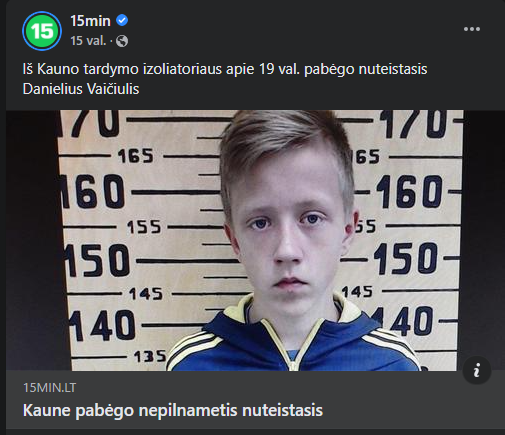 15
15min
15 val. ·
Iš Kauno tardymo izoliatoriaus apie 19 val. pabėgo nuteistasis
Danielius Vaičiulis
170 170
165 165
160 160
155 155
150 150
145 145
140 140
135
i
15MIN.LT
Kaune pabėgo nepilnametis nuteistasis